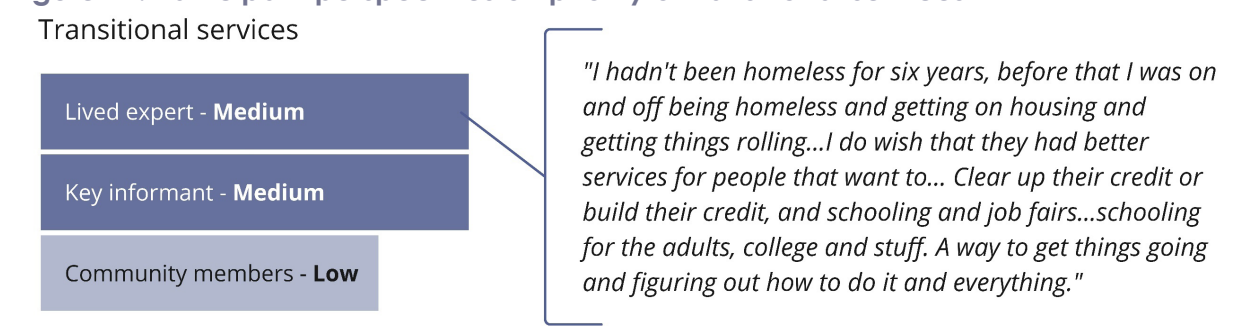 Transitional services
Lived expert - Medium
Key informant - Medium
Community members - Low
"I hadn't been homeless for six years, before that I was on
and off being homeless and getting on housing and
getting things rolling...I do wish that they had better
services for people that want to... Clear up their credit or
build their credit, and schooling and job fairs...schooling
for the adults, college and stuff. A way to get things going
and figuring out how to do it and everything."